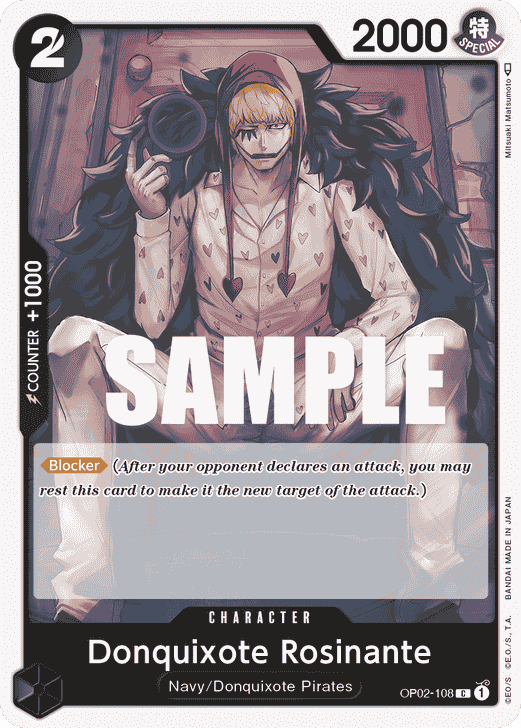 2
2000
特
SPECIAL
Mitsuaki Matsumoto
COUNTER +1000
SAMPLE
Blocker (After your opponent declares an attack, you may
rest this card to make it the new target of the attack.)
CHARACTER
Donquixote Rosinante
Navy/Donquixote Pirates
OP02-108 C 1
©EO/S ©E.O./S., T.A. BANDAI MADE IN JAPAN